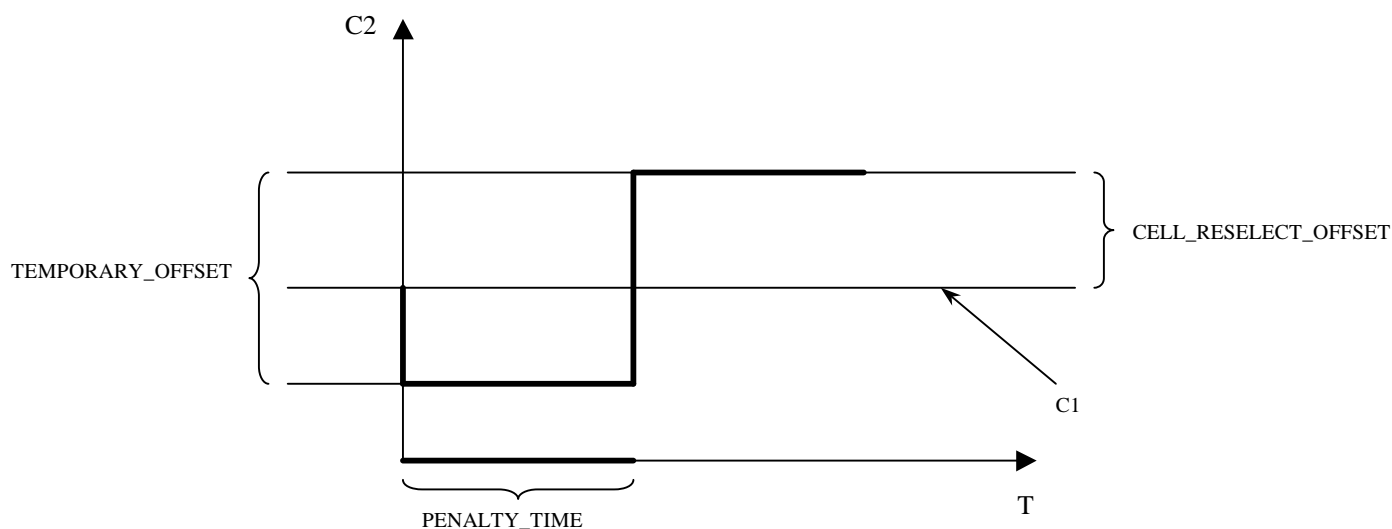 C2
CELL_RESELECT_OFFSET
TEMPORARY_OFFSET
C1
T
PENALTY_TIME